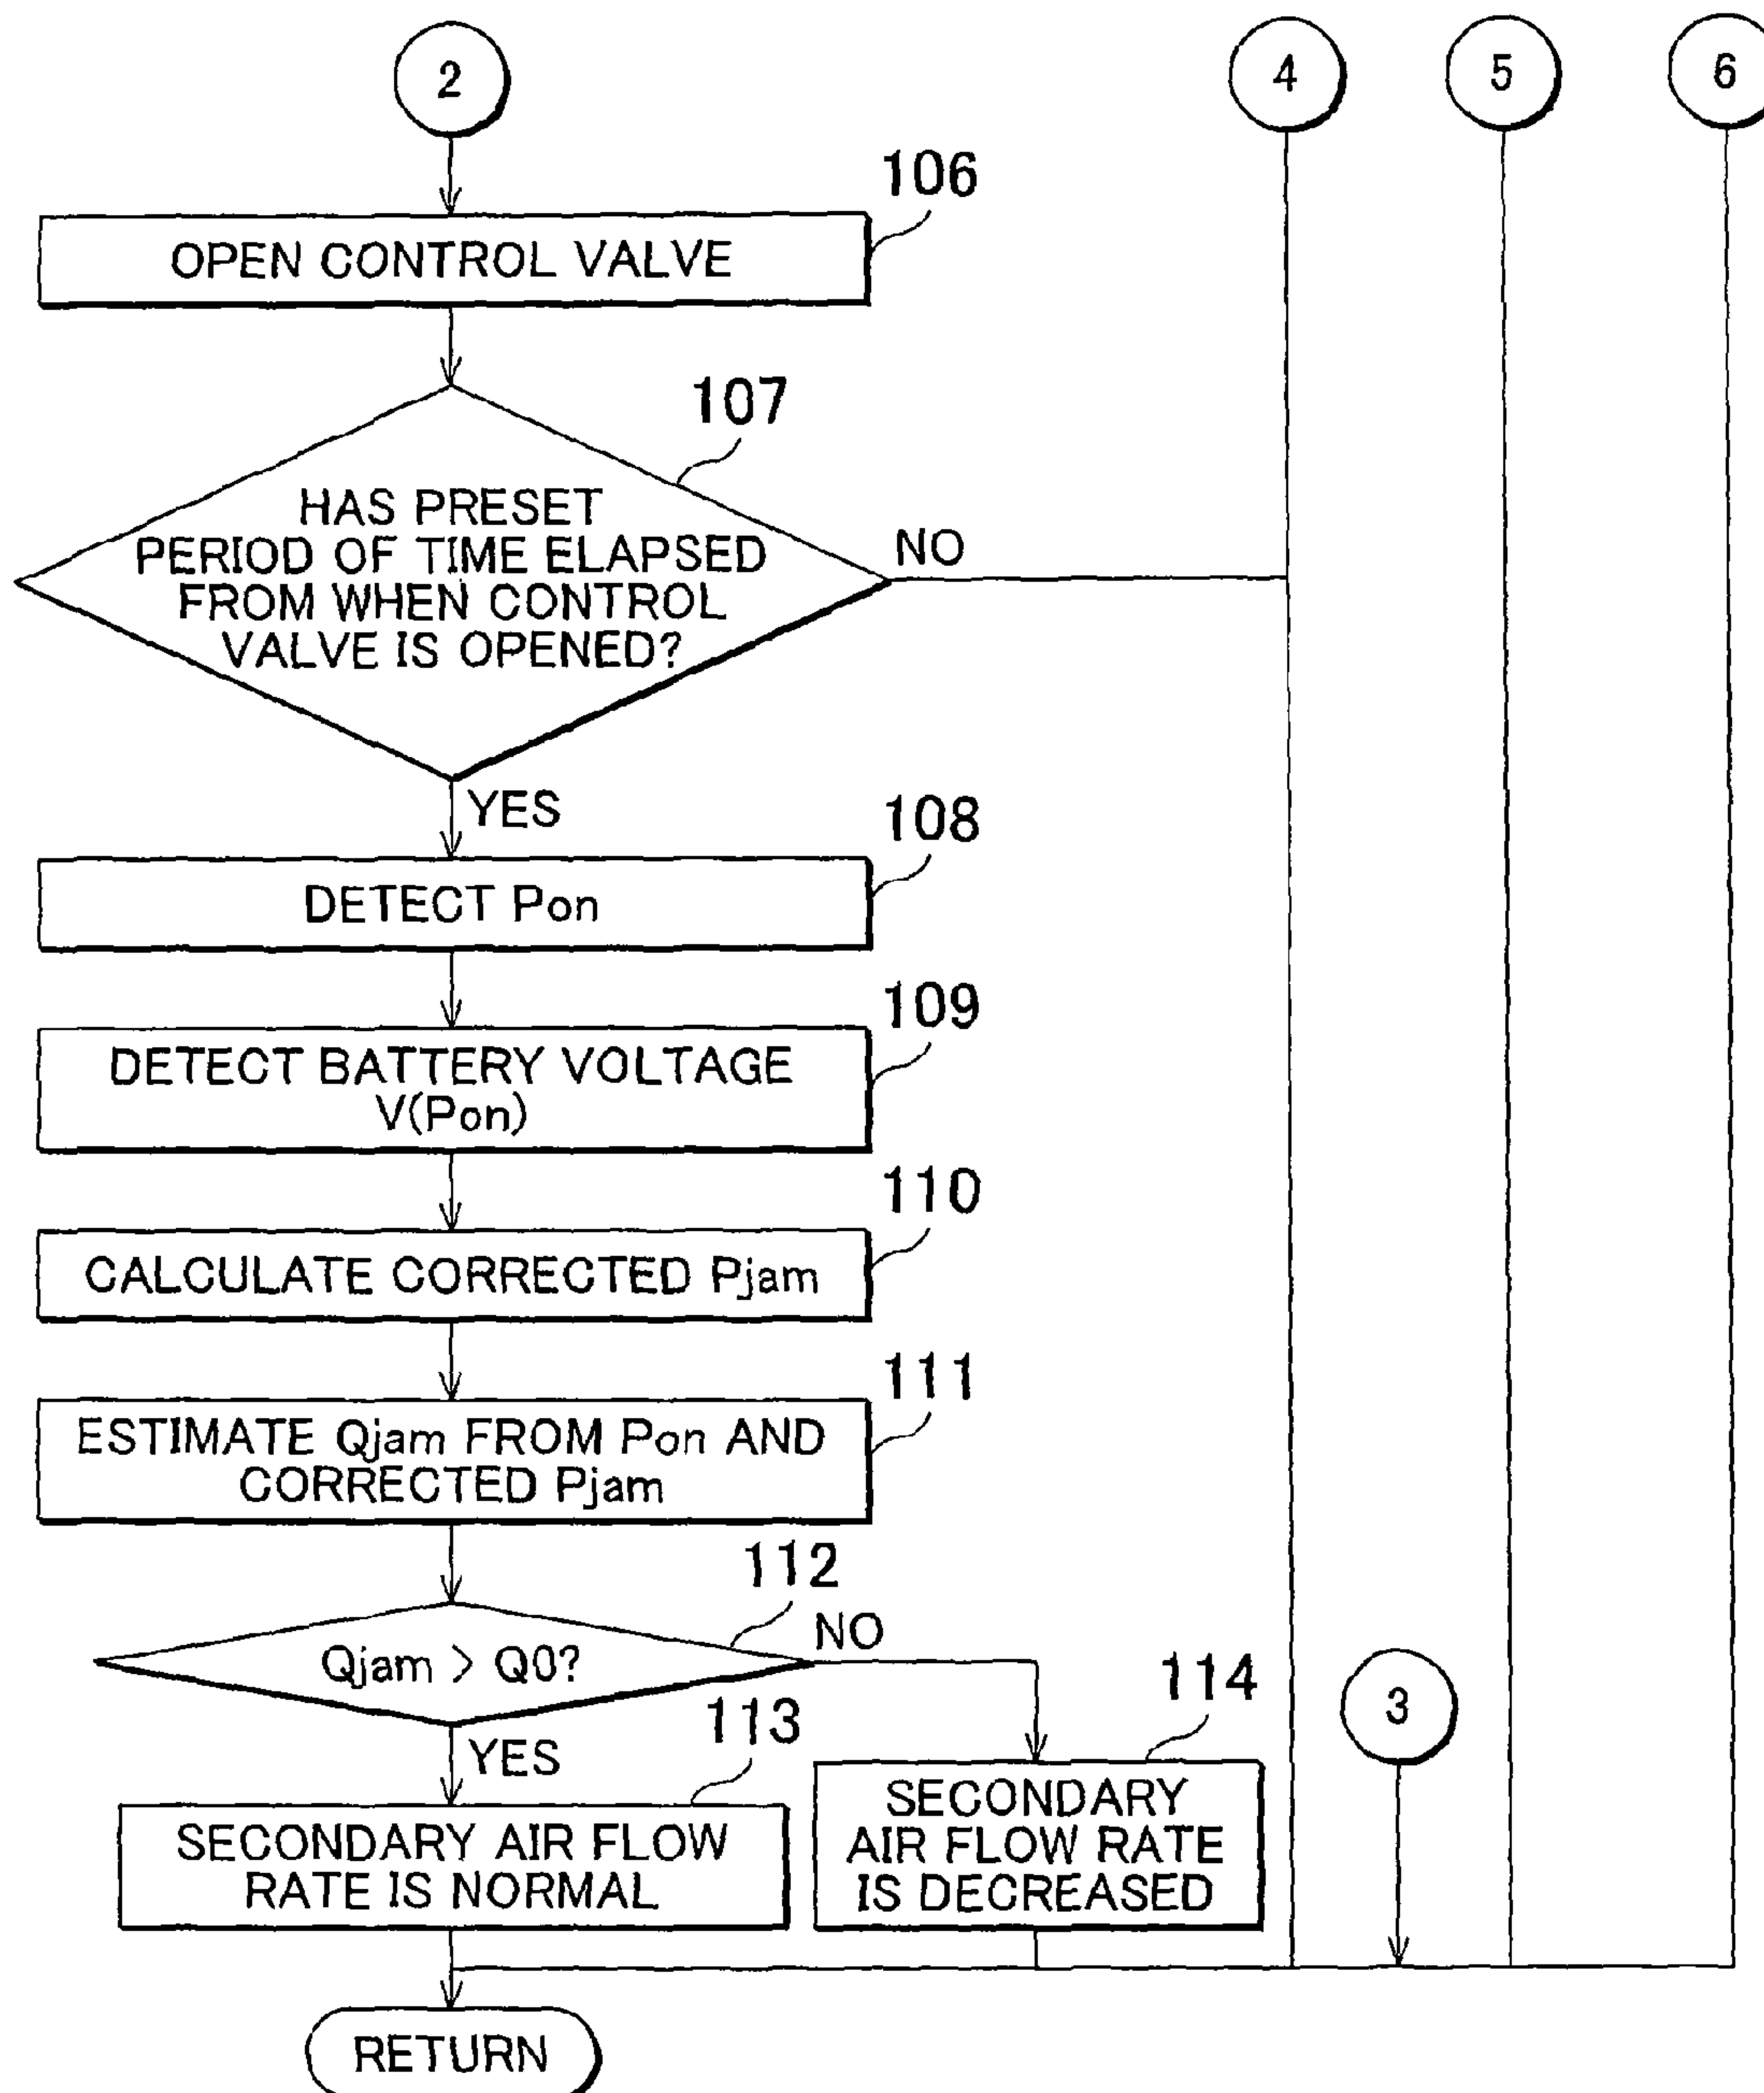 2
4
5
6
106
OPEN CONTROL VALVE
107
HAS PRESET
PERIOD OF TIME ELAPSED
FROM WHEN CONTROL
VALVE IS OPENED?
NO
YES
108
DETECT Pon
109
DETECT BATTERY VOLTAGE
V(Pon)
110
CALCULATE CORRECTED Pjam
111
ESTIMATE Qjam FROM Pon AND
CORRECTED Pjam
112
Qjam > Q0?
NO
YES
113
SECONDARY AIR FLOW
RATE IS NORMAL
114
SECONDARY
AIR FLOW RATE
IS DECREASED
3
RETURN